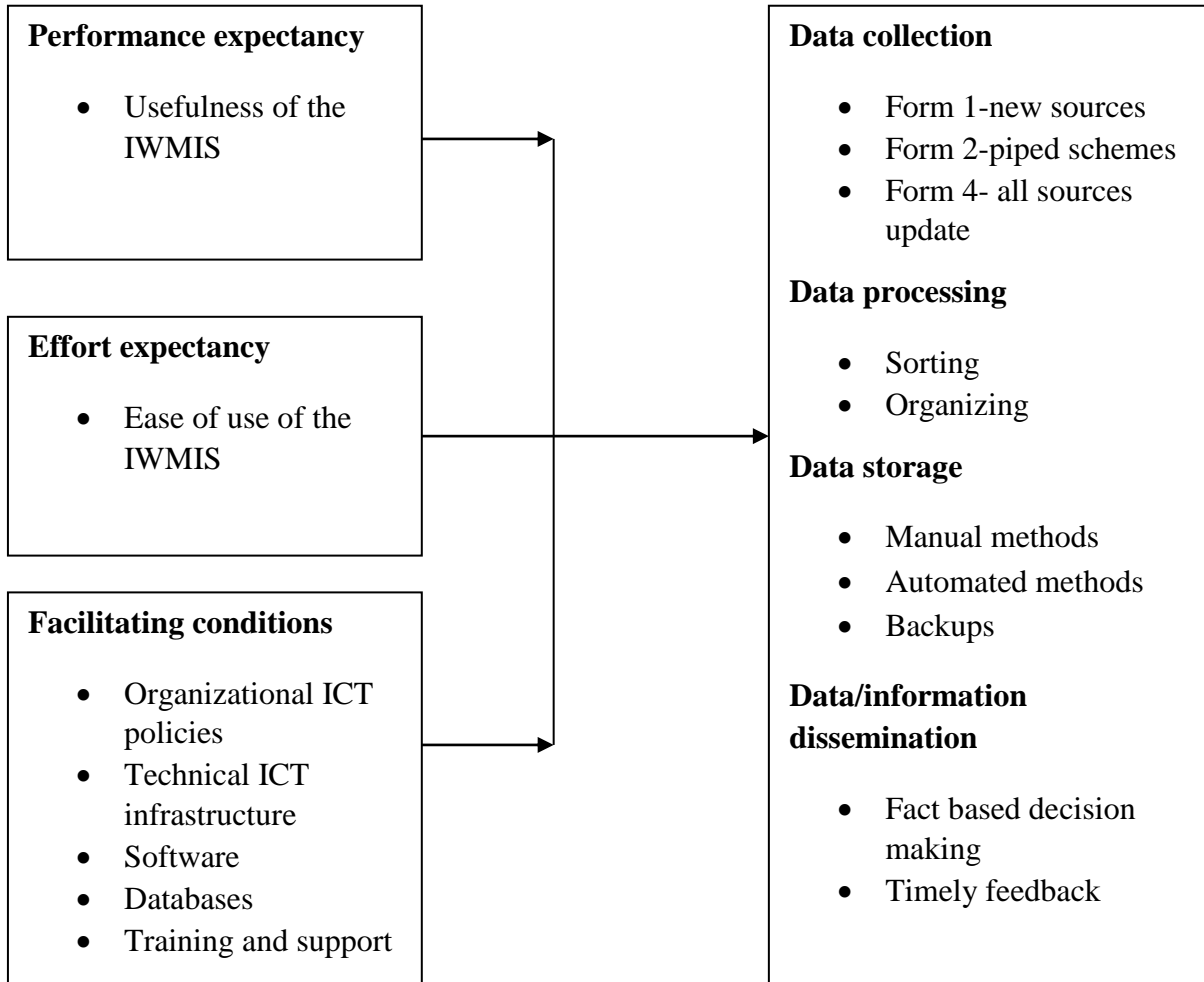 Performance expectancy
• Usefulness of the
IWMIS
Effort expectancy
• Ease of use of the
IWMIS
Facilitating conditions
• Organizational ICT
policies
• Technical ICT
infrastructure
• Software
• Databases
• Training and support
Data collection
• Form 1-new sources
• Form 2-piped schemes
• Form 4- all sources
update
Data processing
• Sorting
• Organizing
Data storage
• Manual methods
• Automated methods
• Backups
Data/information
dissemination
• Fact based decision
making
• Timely feedback